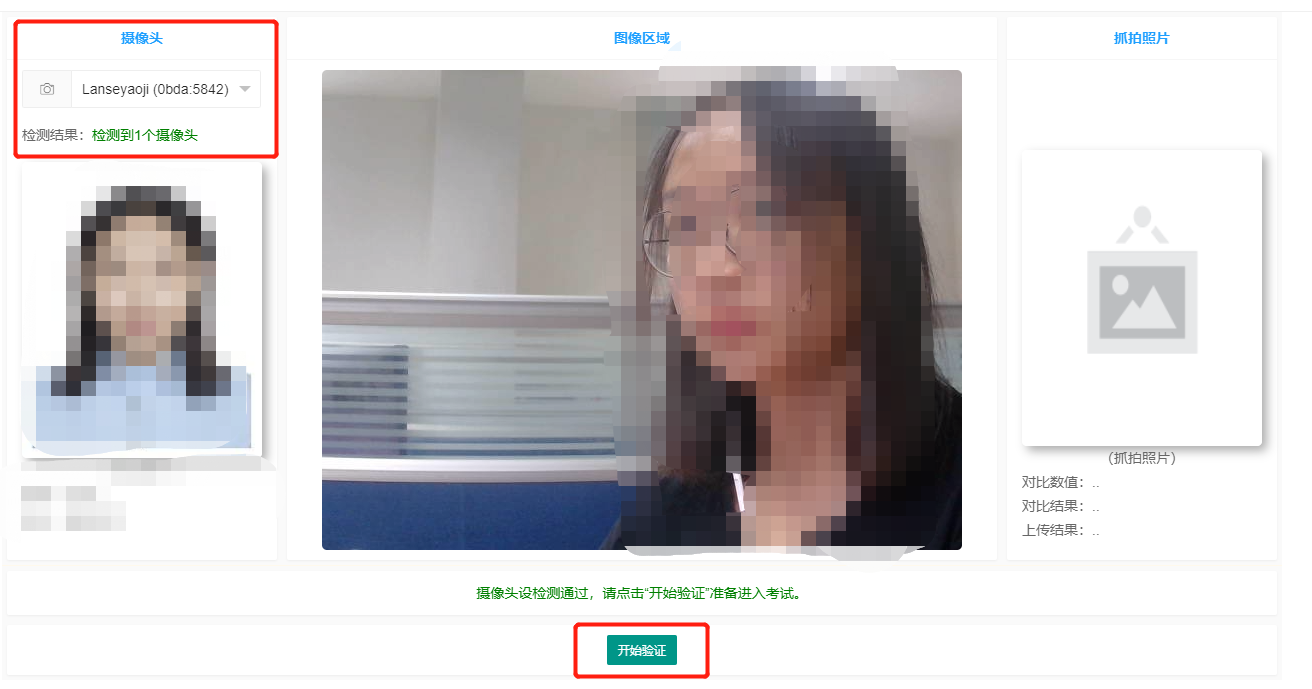 摄像头
Lanseyaoji (0bda:5842)
检测结果：检测到1个摄像头
图像区域
抓拍照片
(抓拍照片)
对比数值：..
对比结果：..
上传结果：..
摄像头设检测通过，请点击“开始验证”准备进入考试。
开始验证